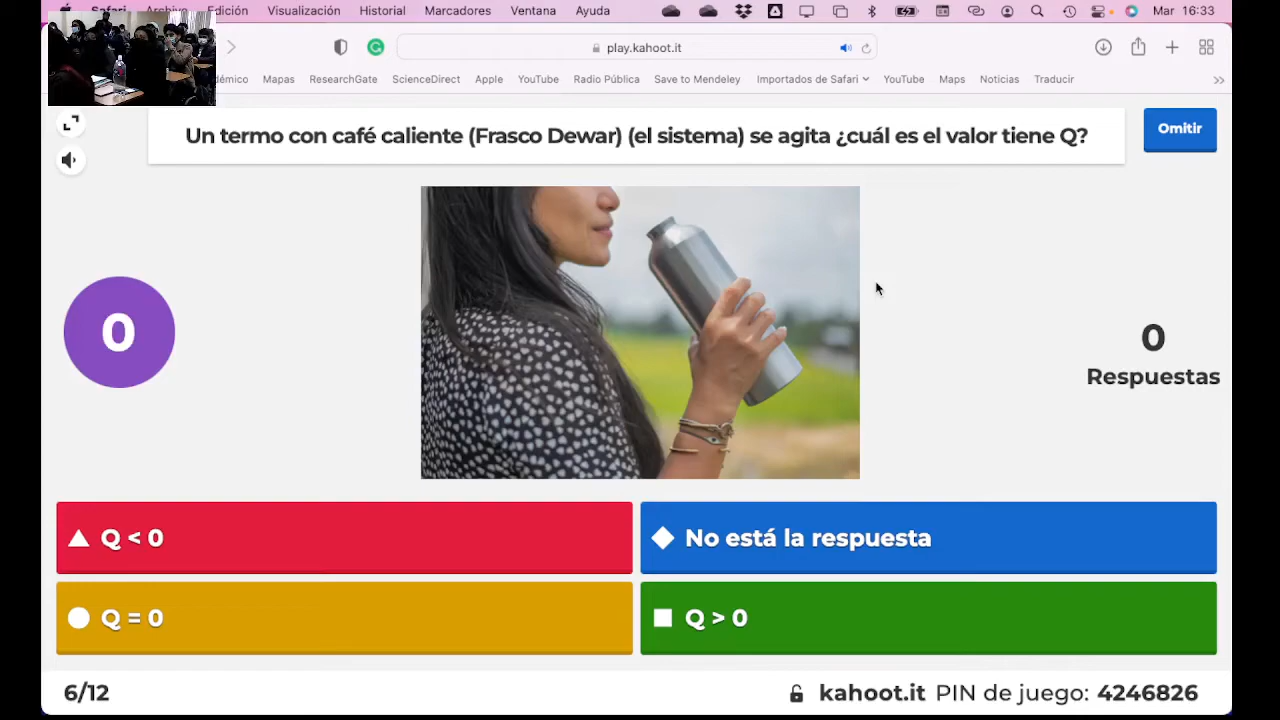 Safari Archivo Edición Visualización Historial Marcadores Ventana Ayuda Mar 16:33
play.kahoot.it
Mapas ResearchGate ScienceDirect Apple YouTube Radio Pública Save to Mendeley Importados de Safari YouTube Maps Noticias Traducir
Un termo con café caliente (Frasco Dewar) (el sistema) se agita ¿cuál es el valor tiene Q?
Omitir
0
0
Respuestas
Q < 0
No está la respuesta
Q = 0
Q > 0
6/12
kahoot.it PIN de juego: 4246826